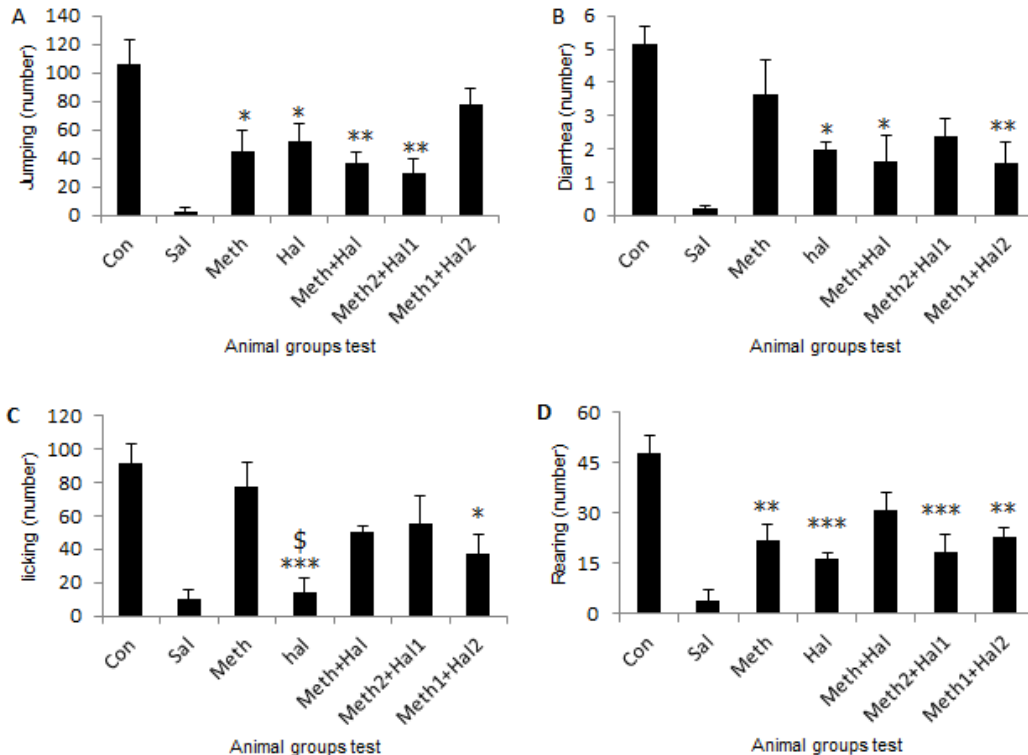 A
Jumping (number)
140
120
100
80
60
40
20
0
*
*
**
**
Con
Sal
Meth
Hal
Meth+Hal
Meth2+Hal1
Meth1+Hal2
Animal groups test
B
Diarrhea (number)
6
5
4
3
2
1
0
*
*
**
Con
Sal
Meth
hal
Meth+Hal
Meth2+Hal1
Meth1+Hal2
Animal groups test
C
licking (number)
120
100
80
60
40
20
0
$
***
*
Con
Sal
Meth
hal
Meth+Hal
Meth2+Hal1
Meth1+Hal2
Animal groups test
D
Rearing (number)
60
45
30
15
0
**
***
***
**
Con
Sal
Meth
Hal
Meth+Hal
Meth2+Hal1
Meth1+Hal2
Animal groups test